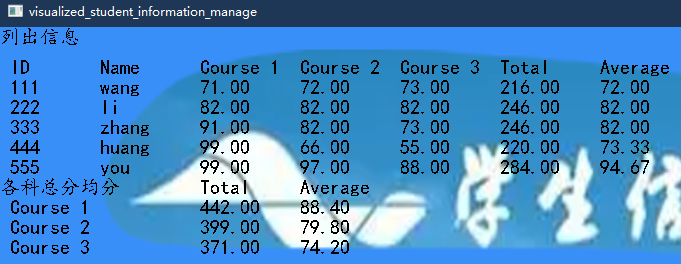 visualized_student_information_manage
列出信息
ID Name Course 1 Course 2 Course 3 Total Average
111 wang 71.00 72.00 73.00 216.00 72.00
222 li 82.00 82.00 82.00 246.00 82.00
333 zhang 91.00 82.00 73.00 246.00 82.00
444 huang 99.00 66.00 55.00 220.00 73.33
555 you 99.00 97.00 88.00 284.00 94.67
各科总分均分 Total Average
Course 1 442.00 88.40
Course 2 399.00 79.80
Course 3 371.00 74.20
学生信